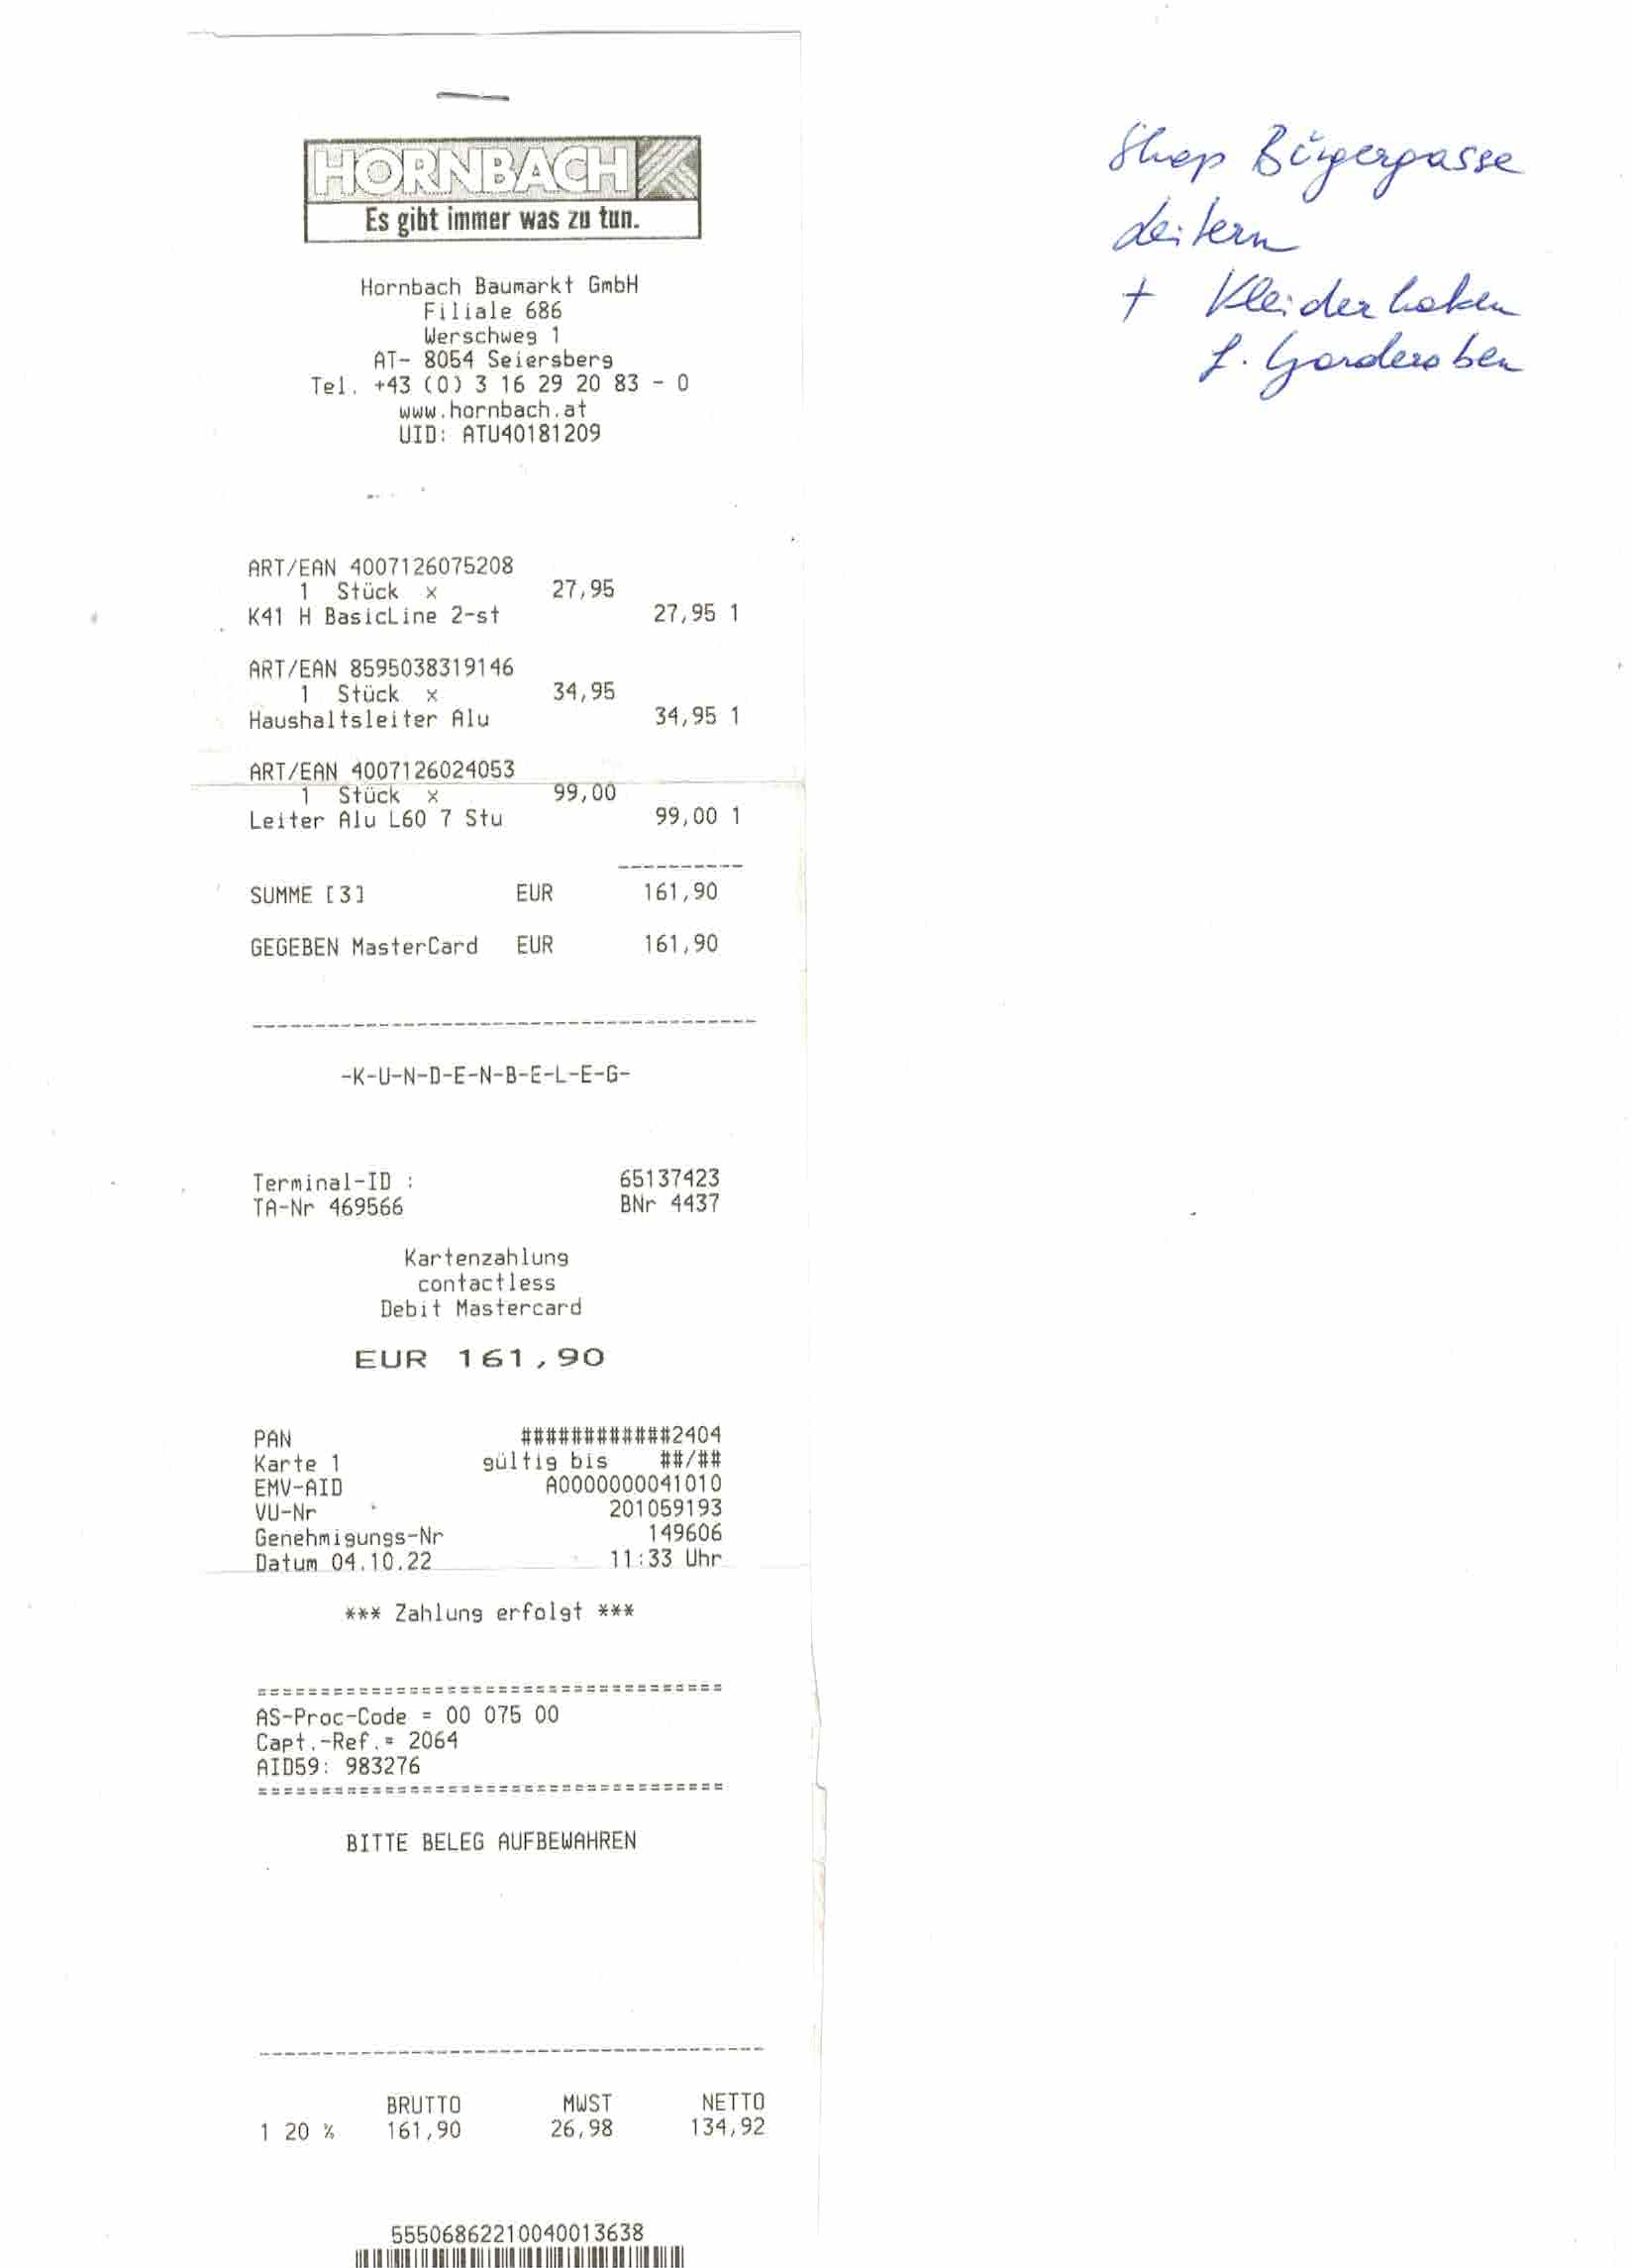 HORNBACH
Es gibt immer was zu tun.
Hornbach Baumarkt GmbH
Filiale 686
Werschweg 1
AT- 8054 Seiersberg
Tel. +43 (0) 3 16 29 20 83 - 0
www.hornbach.at
UID: ATU40181209
ART/EAN 4007126075208
1 Stück x 27,95
K41 H BasicLine 2-st 27,95 1
ART/EAN 8595038319146
1 Stück x 34,95
Haushaltsleiter Alu 34,95 1
ART/EAN 4007126024053
1 Stück x 99,00
Leiter Alu L60 7 Stu 99,00 1
SUMME [3] EUR 161,90
GEGEBEN MasterCard EUR 161,90
-K-U-N-D-E-N-B-E-L-E-G-
Terminal-ID : 65137423
TA-Nr 469566 BNr 4437
Kartenzahlung
contactless
Debit Mastercard
EUR 161,90
PAN ############2404
Karte 1 gültig bis ##/##
EMV-AID A0000000041010
VU-Nr 201059193
Genehmigungs-Nr 149606
Datum 04.10.22 11:33 Uhr
*** Zahlung erfolgt ***
=====================================
AS-Proc-Code = 00 075 00
Capt.-Ref.= 2064
AID59: 983276
=====================================
BITTE BELEG AUFBEWAHREN
BRUTTO MWST NETTO
1 20 % 161,90 26,98 134,92
55506862210040013638
Shop Bürgergasse
Leitern
+ Kleiderhaken
f. Garderoben